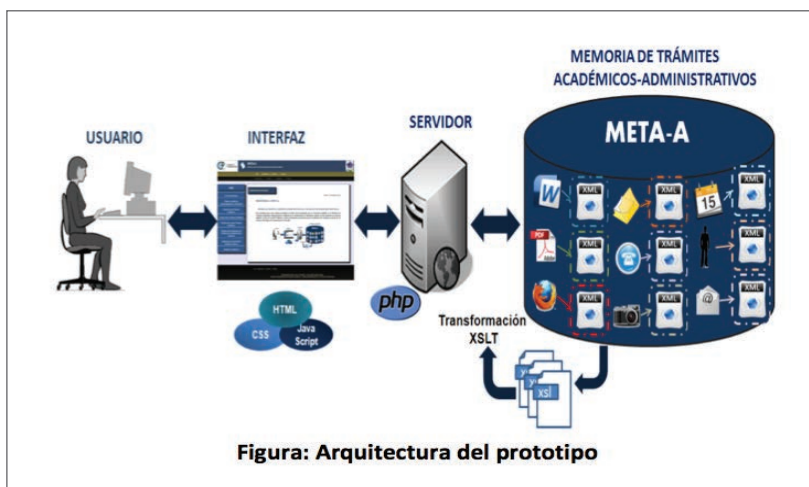 MEMORIA DE TRÁMITES
ACADÉMICOS-ADMINISTRATIVOS
USUARIO
INTERFAZ
SERVIDOR
META-A
XML
XML
15
XML
PDF
XML
XML
XML
XML
XML
@
XML
HTML
CSS
Java
Script
php
Transformación
XSLT
xsl
Figura: Arquitectura del prototipo